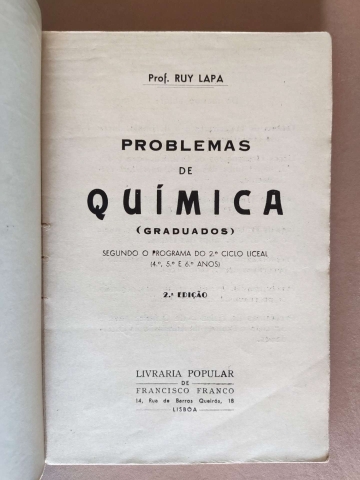 Prof. RUY LAPA
PROBLEMAS
DE
QUÍMICA
(GRADUADOS)
SEGUNDO O PROGRAMA DO 2.º CICLO LICEAL
(4.º, 5.º E 6.º ANOS)
2.ª EDIÇÃO
LIVRARIA POPULAR
DE
FRANCISCO FRANCO
14, Rua de Barros Queirós, 18
LISBOA